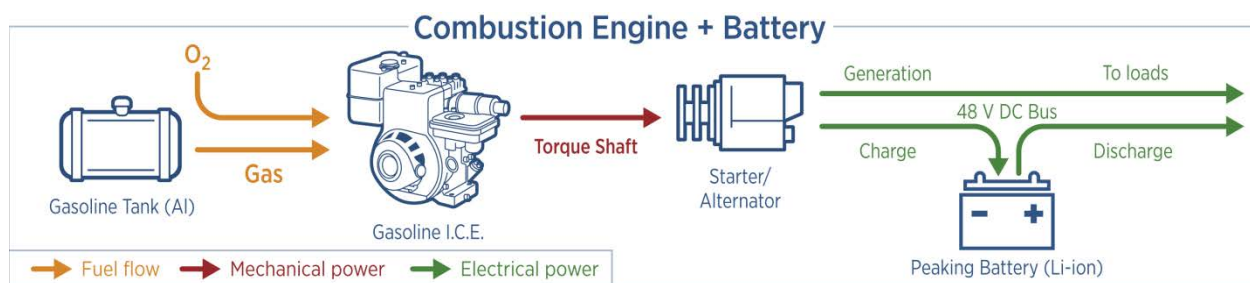 Combustion Engine + Battery
O2
Gas
Gasoline Tank (Al)
Gasoline I.C.E.
Torque Shaft
Starter/
Alternator
Generation
To loads
48 V DC Bus
Charge
Discharge
Peaking Battery (Li-ion)
Fuel flow
Mechanical power
Electrical power